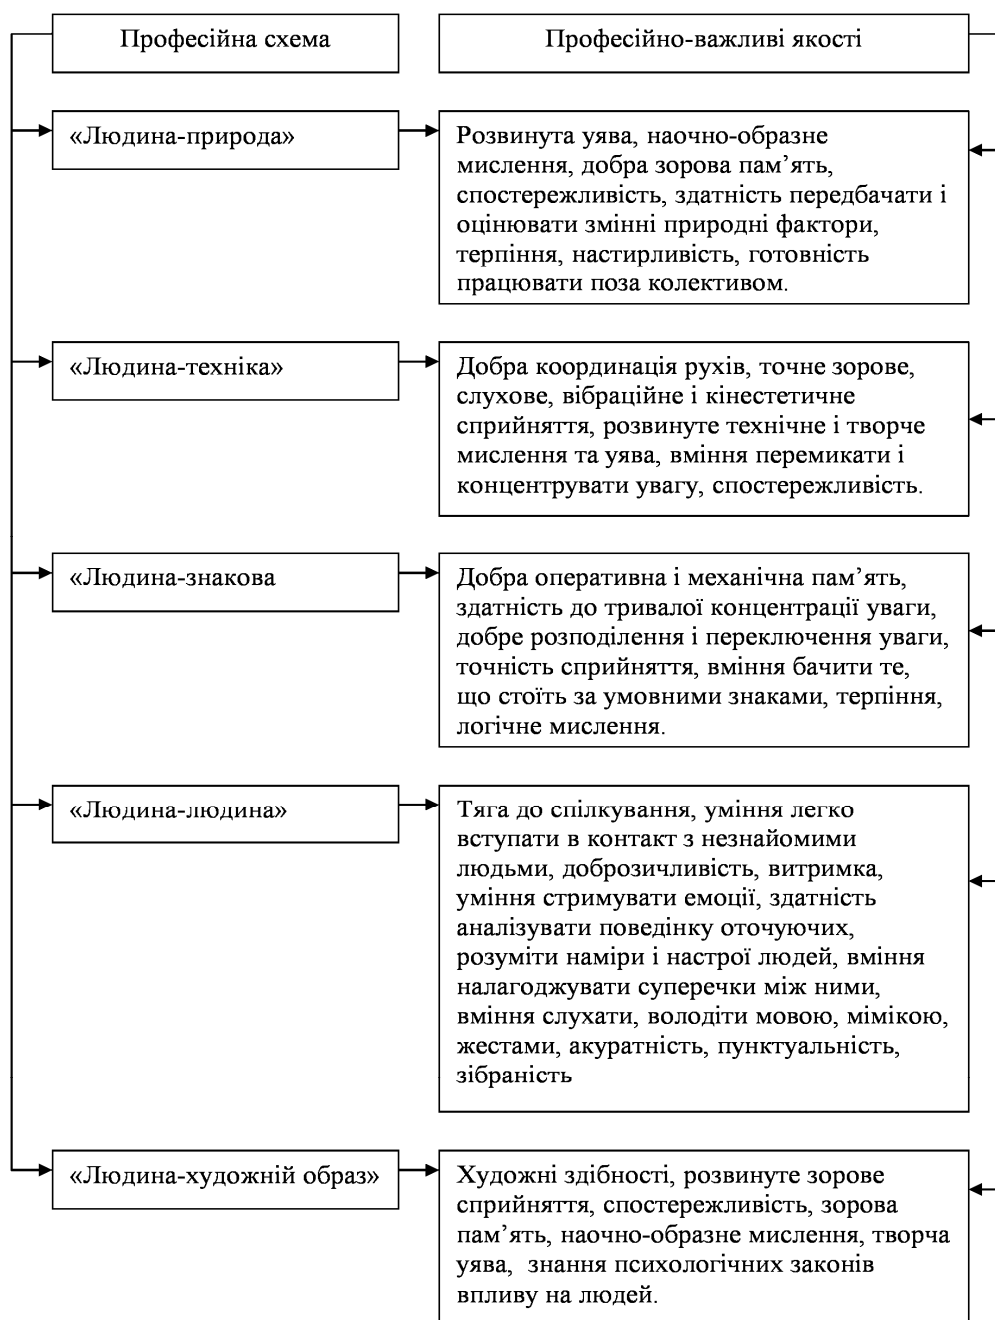 Професійна схема
Професійно-важливі якості
«Людина-природа»
Розвинута уява, наочно-образне
мислення, добра зорова пам’ять,
спостережливість, здатність передбачати і
оцінювати змінні природні фактори,
терпіння, настирливість, готовність
працювати поза колективом.
«Людина-техніка»
Добра координація рухів, точне зорове,
слухове, вібраційне і кінестетичне
сприйняття, розвинуте технічне і творче
мислення та уява, вміння перемикати і
концентрувати увагу, спостережливість.
«Людина-знакова
Добра оперативна і механічна пам’ять,
здатність до тривалої концентрації уваги,
добре розподілення і переключення уваги,
точність сприйняття, вміння бачити те,
що стоїть за умовними знаками, терпіння,
логічне мислення.
«Людина-людина»
Тяга до спілкування, уміння легко
вступати в контакт з незнайомими
людьми, доброзичливість, витримка,
уміння стримувати емоції, здатність
аналізувати поведінку оточуючих,
розуміти наміри і настрої людей, вміння
налагоджувати суперечки між ними,
вміння слухати, володіти мовою, мімікою,
жестами, акуратність, пунктуальність,
зібраність
«Людина-художній образ»
Художні здібності, розвинуте зорове
сприйняття, спостережливість, зорова
пам’ять, наочно-образне мислення, творча
уява, знання психологічних законів
впливу на людей.